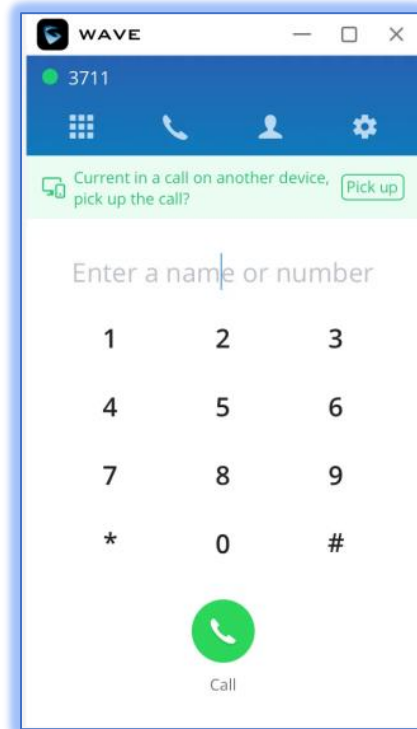 WAVE
3711
Current in a call on another device,
pick up the call?
Pick up
Enter a name or number
1 2 3
4 5 6
7 8 9
* 0 #
Call